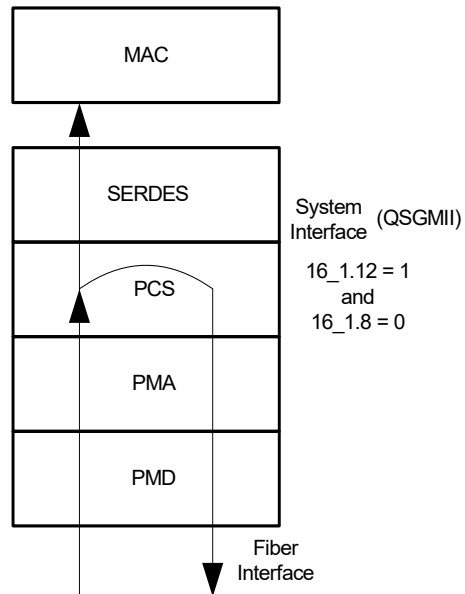 MAC
SERDES
System
Interface (QSGMII)
PCS
16_1.12 = 1
and
16_1.8 = 0
PMA
PMD
Fiber
Interface